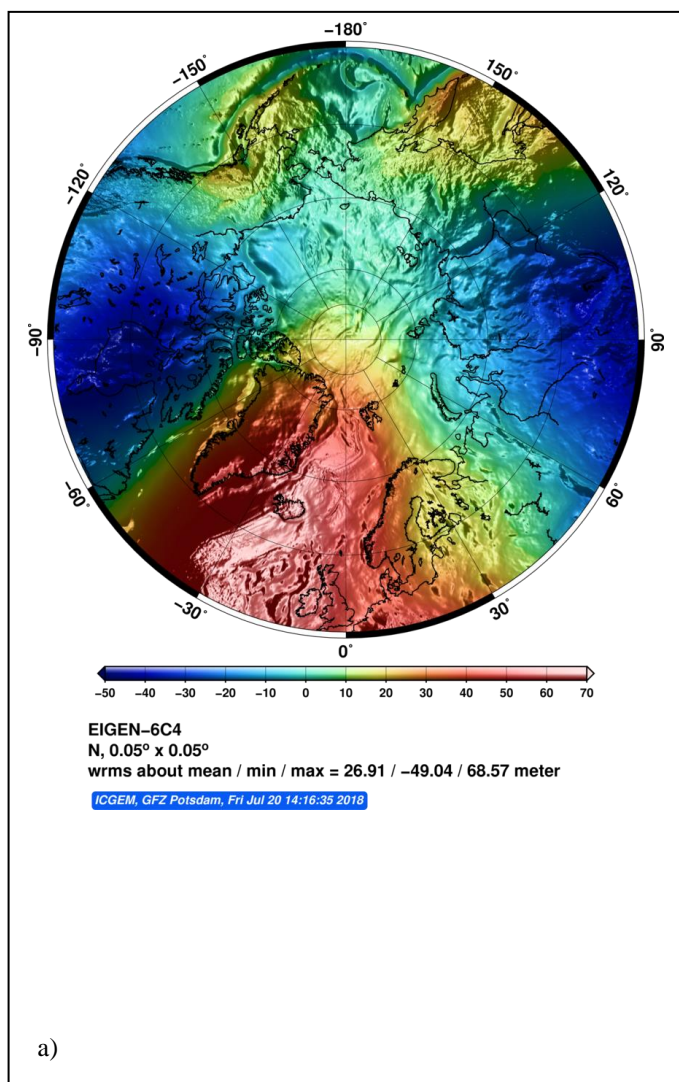 −180°
−150°
150°
−120°
120°
−90°
90°
−60°
60°
−30°
30°
0°
−50 −40 −30 −20 −10 0 10 20 30 40 50 60 70
EIGEN−6C4
N, 0.05° x 0.05°
wrms about mean / min / max = 26.91 / −49.04 / 68.57 meter
ICGEM, GFZ Potsdam, Fri Jul 20 14:16:35 2018
a)